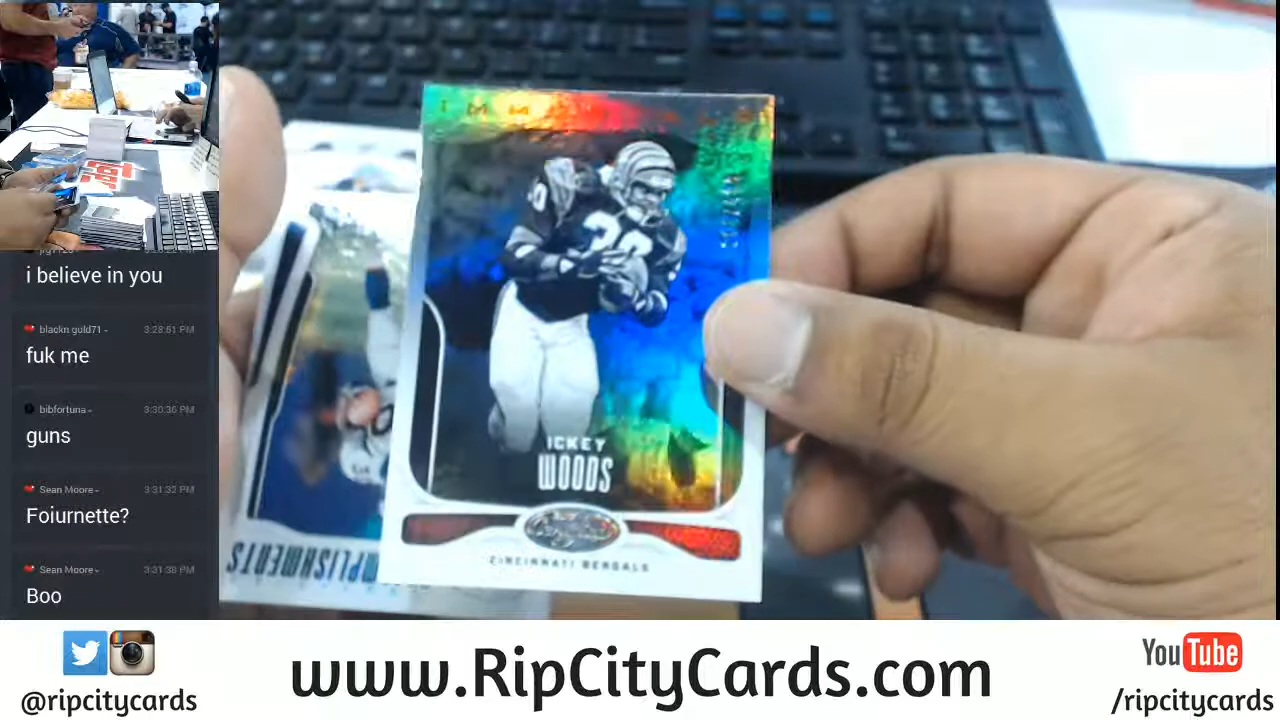 i believe in you
blackn guld71 - 3:28:51 PM
fuk me
bibfortuna - 3:30:36 PM
guns
Sean Moore - 3:31:32 PM
Foiurnette?
Sean Moore - 3:31:38 PM
Boo
30
ICKEY
WOODS
CINCINNATI BENGALS
MPLISHMENTS
@ripcitycards
www.RipCityCards.com
YouTube
/ripcitycards